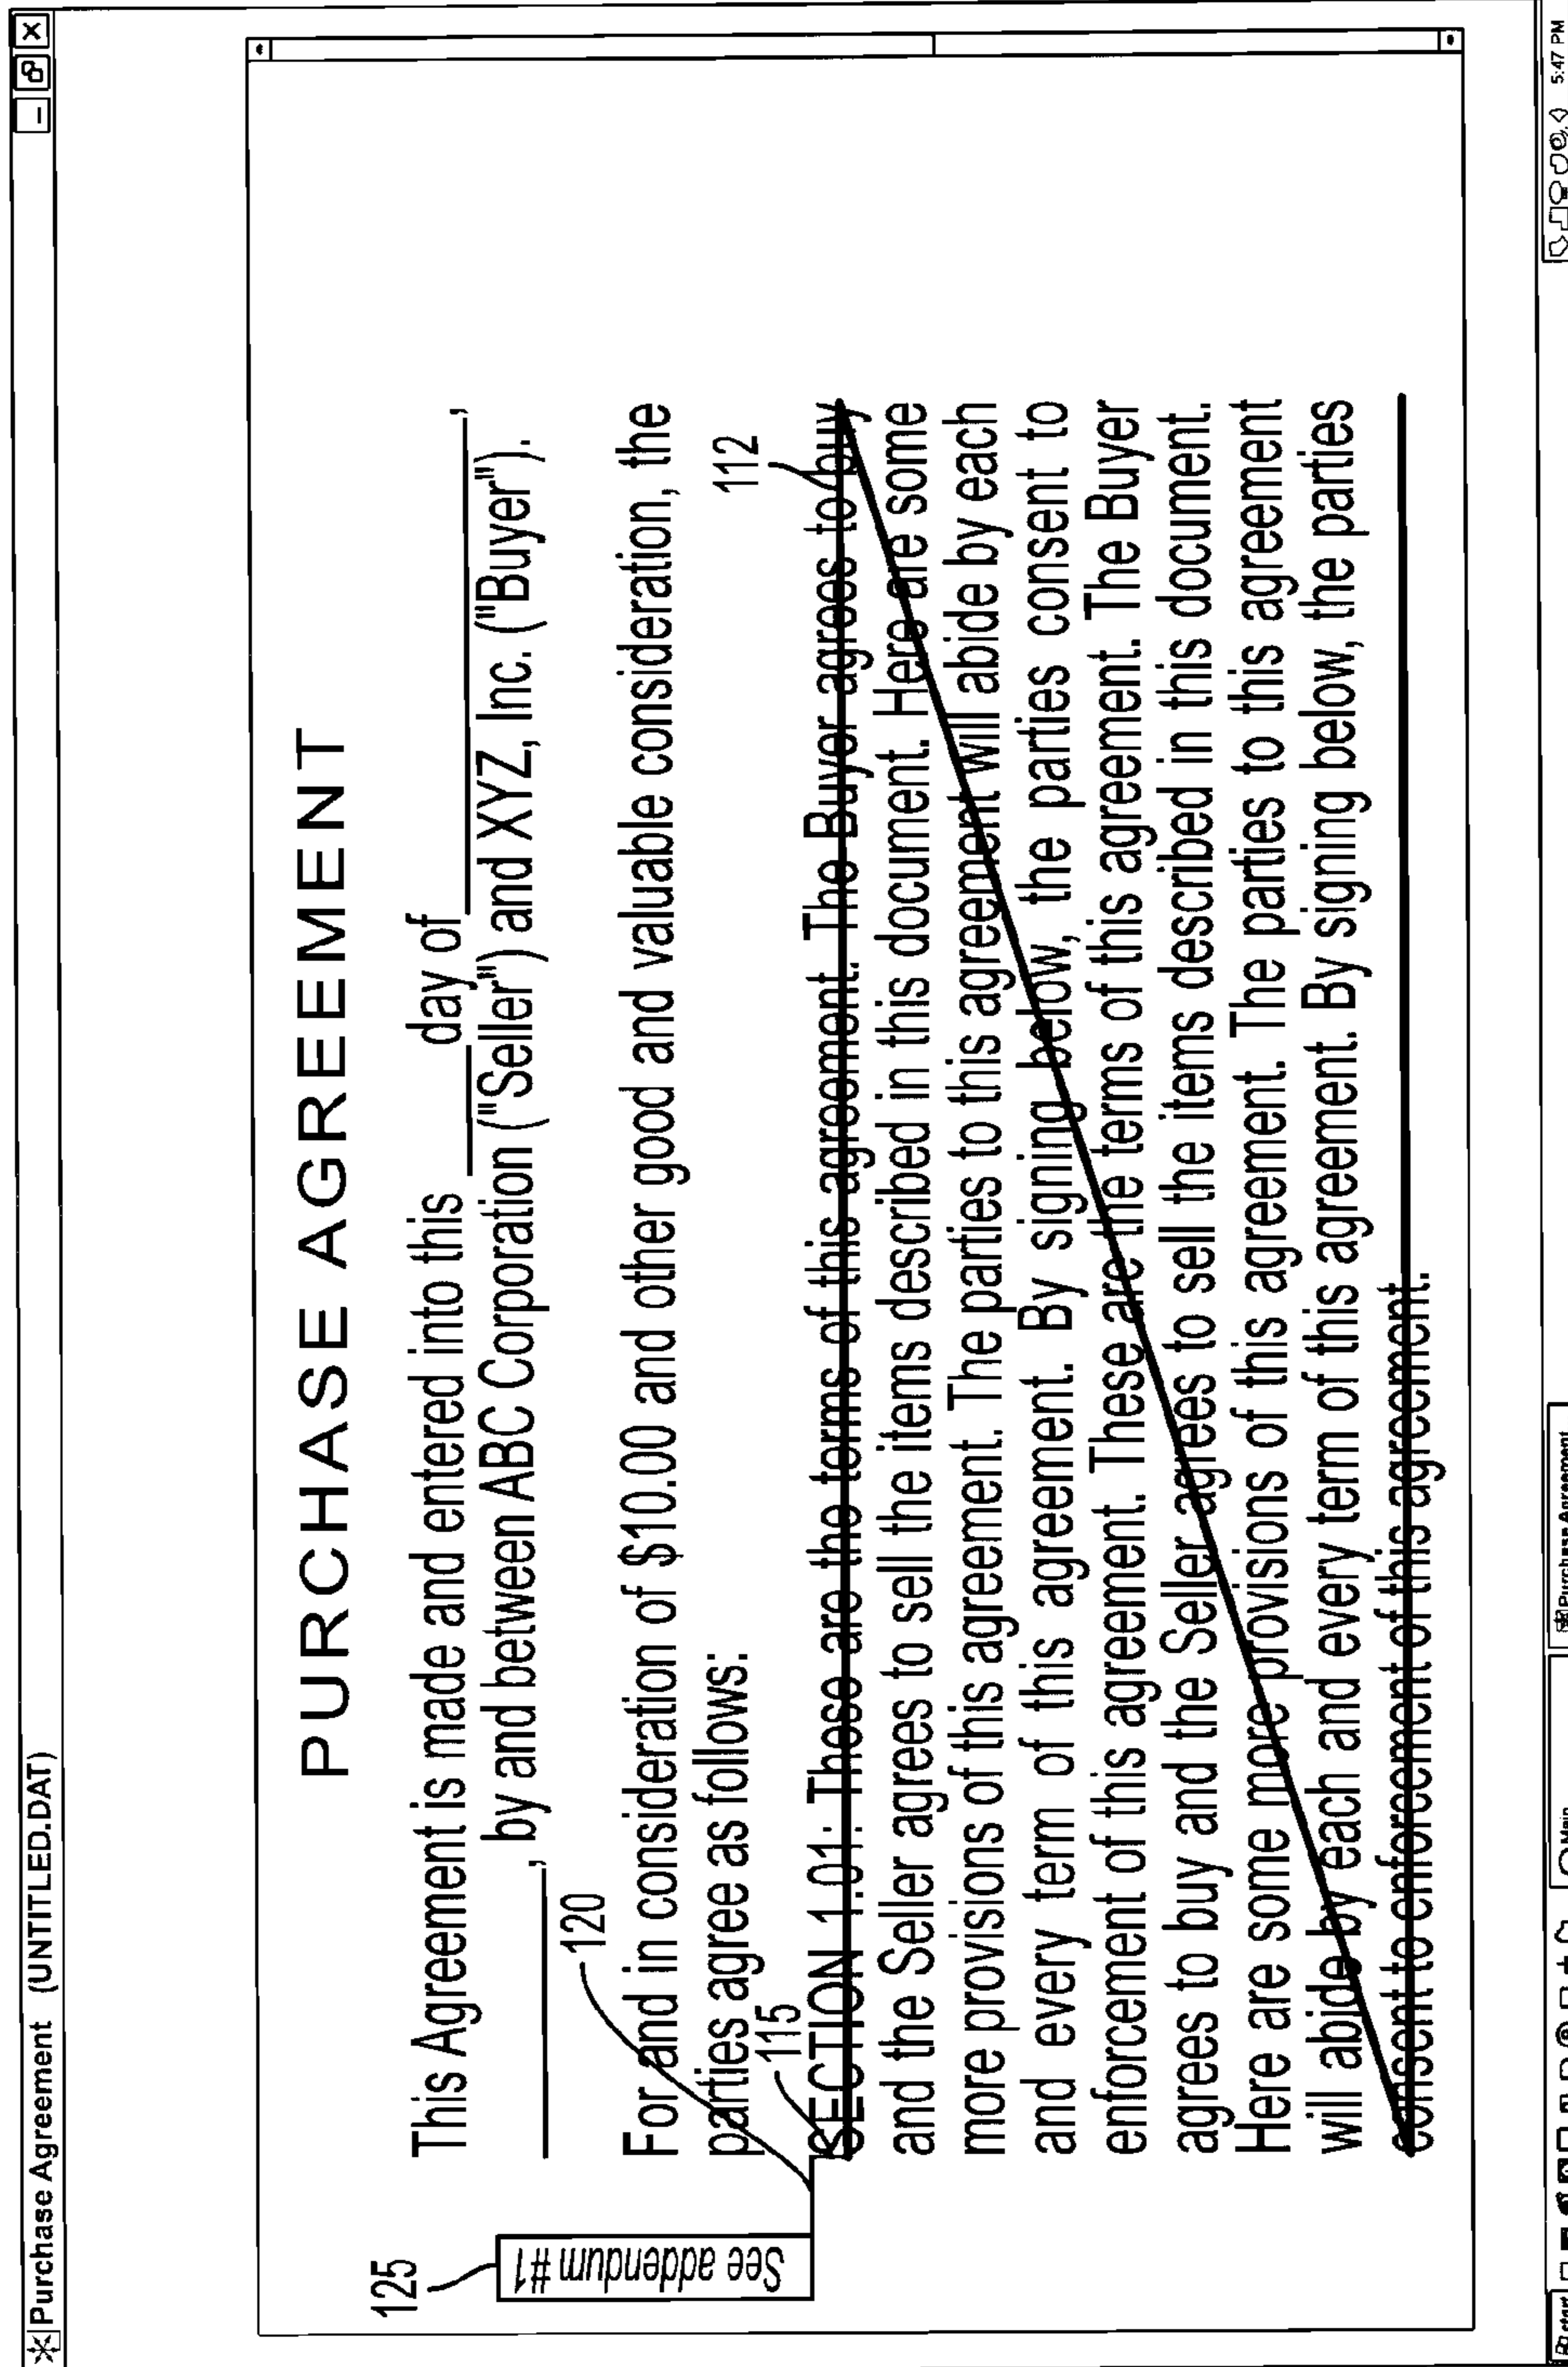 Purchase Agreement (UNTITLED.DAT)
PURCHASE AGREEMENT
This Agreement is made and entered into this ____ day of ____________,
____________, by and between ABC Corporation ("Seller") and XYZ, Inc. ("Buyer").
120
For and in consideration of $10.00 and other good and valuable consideration, the
parties agree as follows:
115
112
125
See addendum #1
SECTION 1.01: These are the terms of this agreement. The Buyer agrees to buy
and the Seller agrees to sell the items described in this document. Here are some
more provisions of this agreement. The parties to this agreement will abide by each
and every term of this agreement. By signing below, the parties consent to
enforcement of this agreement. These are the terms of this agreement. The Buyer
agrees to buy and the Seller agrees to sell the items described in this document.
Here are some more provisions of this agreement. The parties to this agreement
will abide by each and every term of this agreement. By signing below, the parties
consent to enforcement of this agreement.
start
Main
Purchase Agreement
5:47 PM